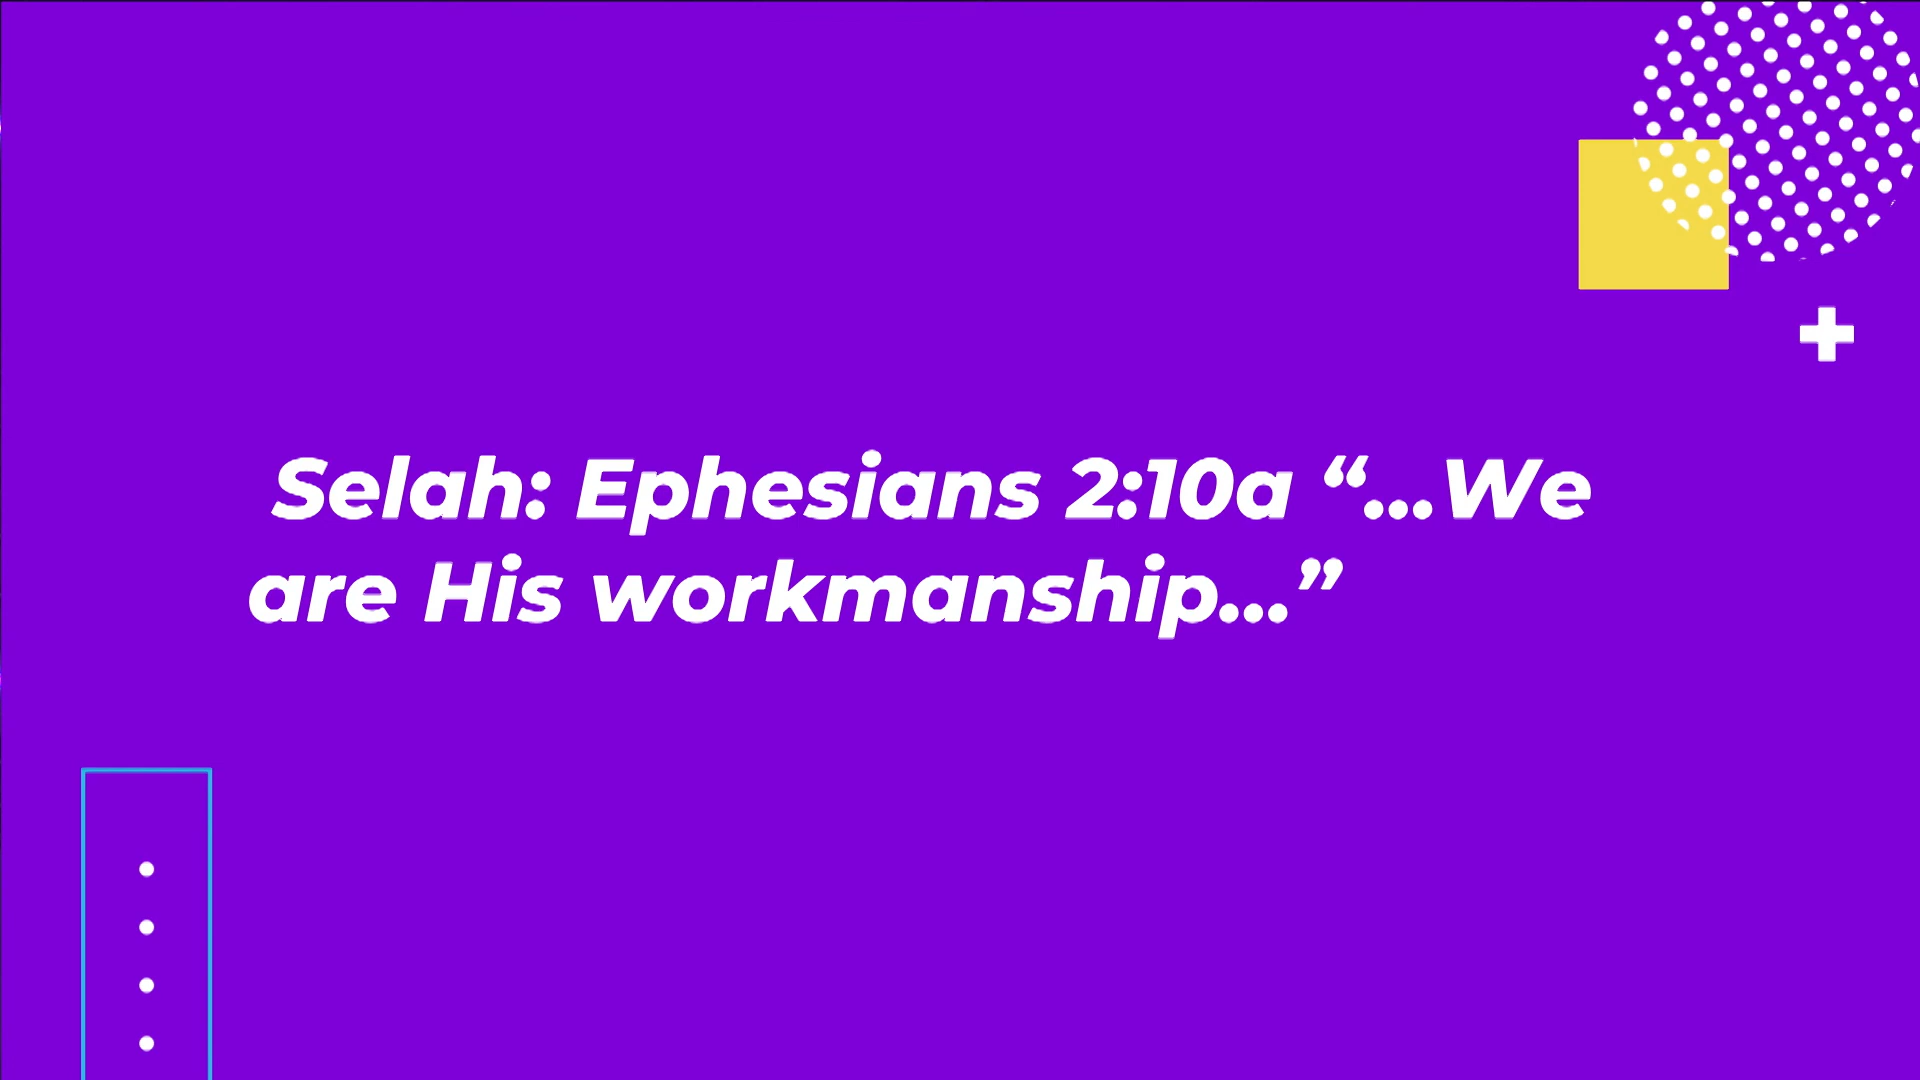 Selah: Ephesians 2:10a “...We
are His workmanship...”